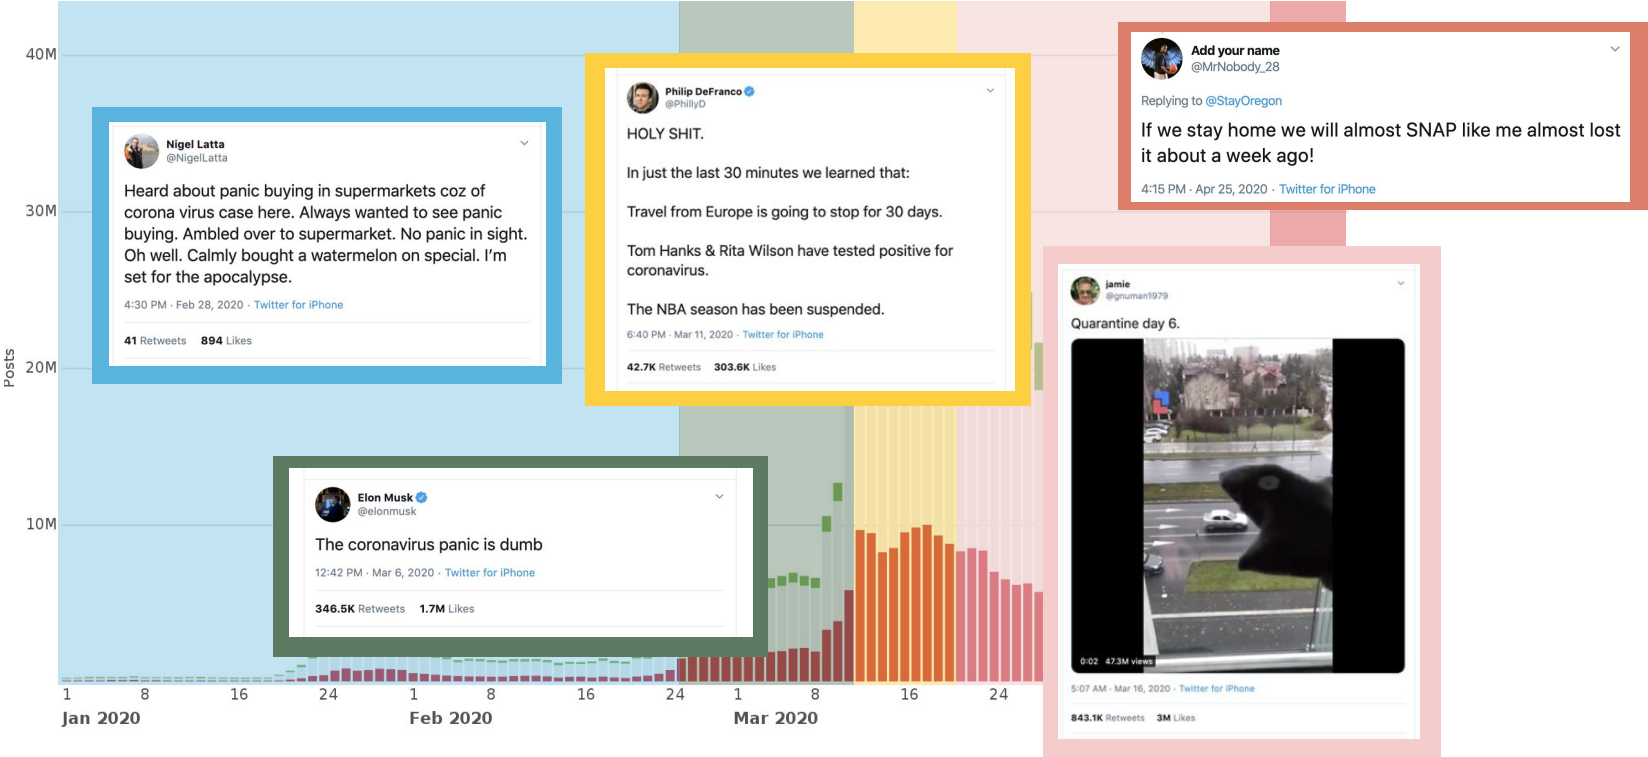 40M
30M
20M
10M
Posts
Nigel Latta
@NigelLatta
Heard about panic buying in supermarkets coz of
corona virus case here. Always wanted to see panic
buying. Ambled over to supermarket. No panic in sight.
Oh well. Calmly bought a watermelon on special. I'm
set for the apocalypse.
4:30 PM · Feb 28, 2020 · Twitter for iPhone
41 Retweets 894 Likes
Philip DeFranco
@PhillyD
HOLY SHIT.
In just the last 30 minutes we learned that:
Travel from Europe is going to stop for 30 days.
Tom Hanks & Rita Wilson have tested positive for
coronavirus.
The NBA season has been suspended.
6:40 PM · Mar 11, 2020 · Twitter for iPhone
42.7K Retweets 303.6K Likes
Add your name
@MrNobody_28
Replying to @StayOregon
If we stay home we will almost SNAP like me almost lost
it about a week ago!
4:15 PM · Apr 25, 2020 · Twitter for iPhone
Elon Musk
@elonmusk
The coronavirus panic is dumb
12:42 PM · Mar 6, 2020 · Twitter for iPhone
346.5K Retweets 1.7M Likes
jamie
@gnuman1979
Quarantine day 6.
0:02 47.3M views
5:07 AM · Mar 16, 2020 · Twitter for iPhone
843.1K Retweets 3M Likes
1 8 16 24 1 8 16 24 1 8 16 24
Jan 2020 Feb 2020 Mar 2020